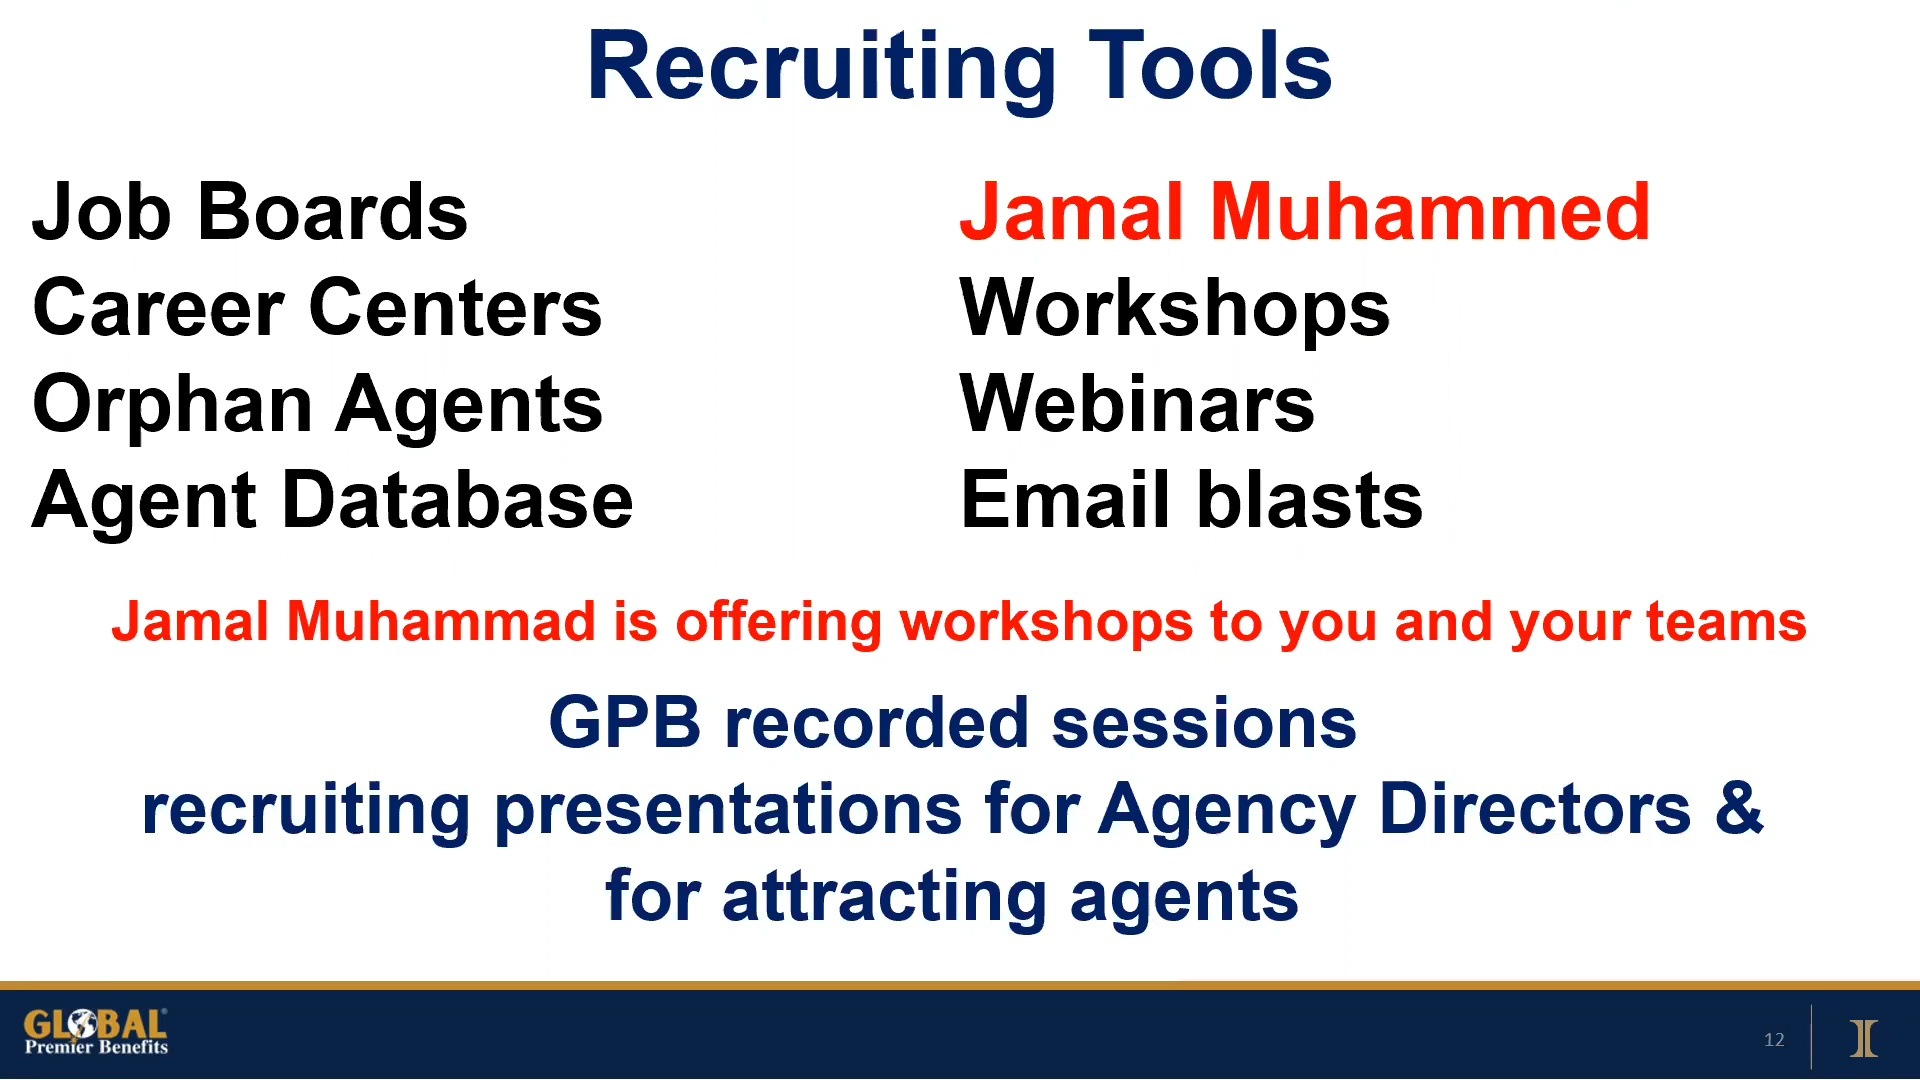 Recruiting Tools
Job Boards
Career Centers
Orphan Agents
Agent Database
Jamal Muhammed
Workshops
Webinars
Email blasts
Jamal Muhammad is offering workshops to you and your teams
GPB recorded sessions
recruiting presentations for Agency Directors &
for attracting agents
GLOBAL
Premier Benefits
12